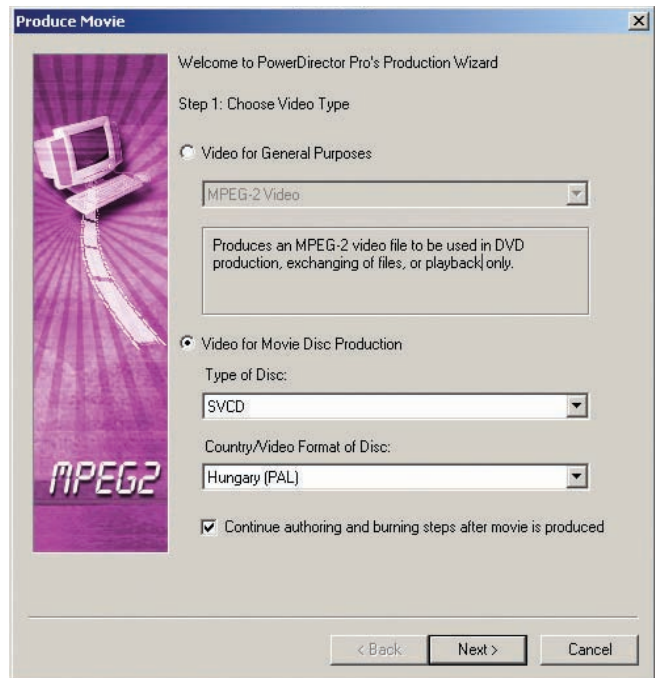 Produce Movie
Welcome to PowerDirector Pro's Production Wizard
Step 1: Choose Video Type
Video for General Purposes
MPEG-2 Video
Produces an MPEG-2 video file to be used in DVD
production, exchanging of files, or playback only.
Video for Movie Disc Production
Type of Disc:
SVCD
Country/Video Format of Disc:
Hungary (PAL)
Continue authoring and burning steps after movie is produced
MPEG2
< Back
Next >
Cancel